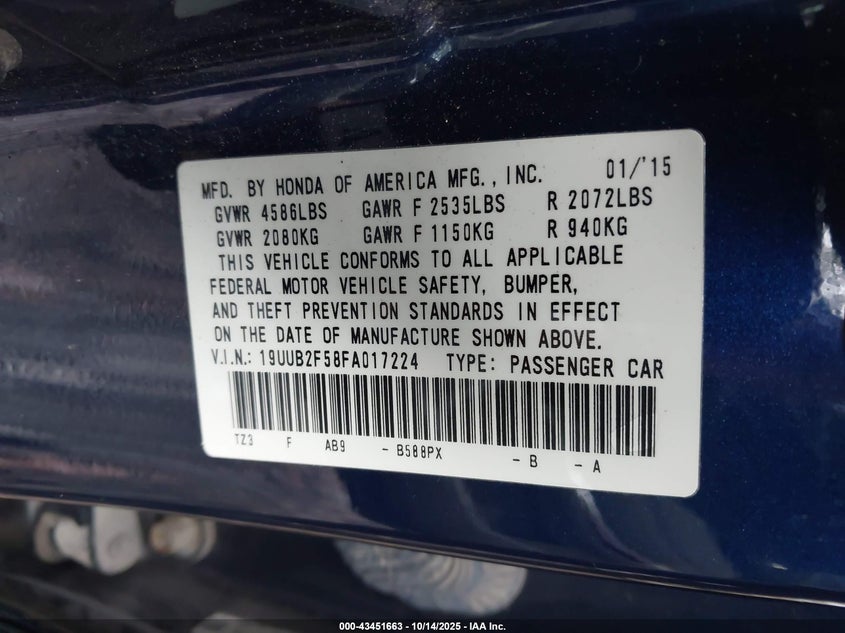 MFD. BY HONDA OF AMERICA MFG., INC. 01/'15
GVWR 4586LBS GAWR F 2535LBS R 2072LBS
GVWR 2080KG GAWR F 1150KG R 940KG
THIS VEHICLE CONFORMS TO ALL APPLICABLE
FEDERAL MOTOR VEHICLE SAFETY, BUMPER,
AND THEFT PREVENTION STANDARDS IN EFFECT
ON THE DATE OF MANUFACTURE SHOWN ABOVE.
V.I.N.: 19UUB2F58FA017224 TYPE: PASSENGER CAR
TZ3 F AB9 - B588PX - B - A
000-43451663 - 10/14/2025 - IAA Inc.